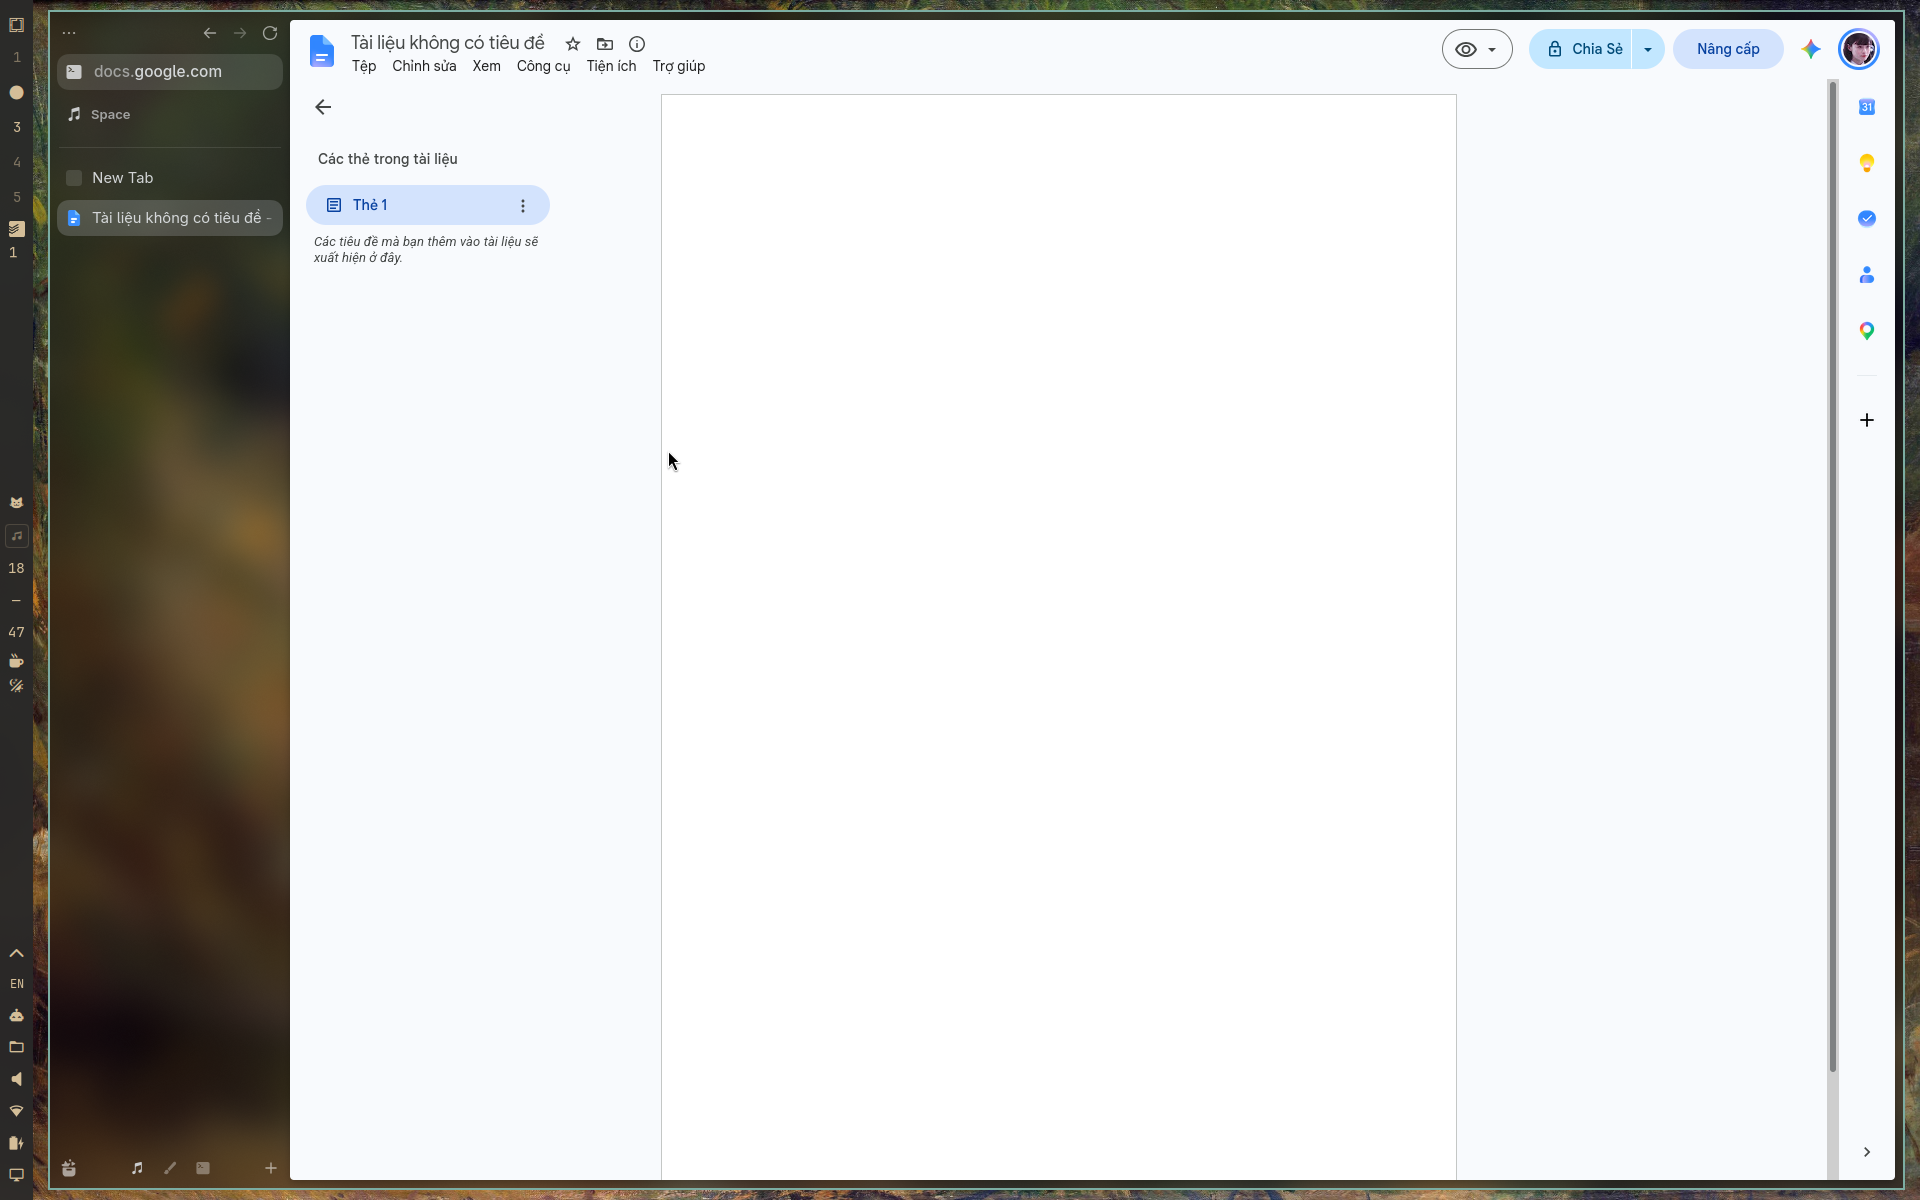 1
3
4
5
1
18
47
EN
docs.google.com
Space
New Tab
Tài liệu không có tiêu đề -
Tài liệu không có tiêu đề
Tệp Chỉnh sửa Xem Công cụ Tiện ích Trợ giúp
Chia Sẻ
Nâng cấp
Các thẻ trong tài liệu
Thẻ 1
Các tiêu đề mà bạn thêm vào tài liệu sẽ
xuất hiện ở đây.
31